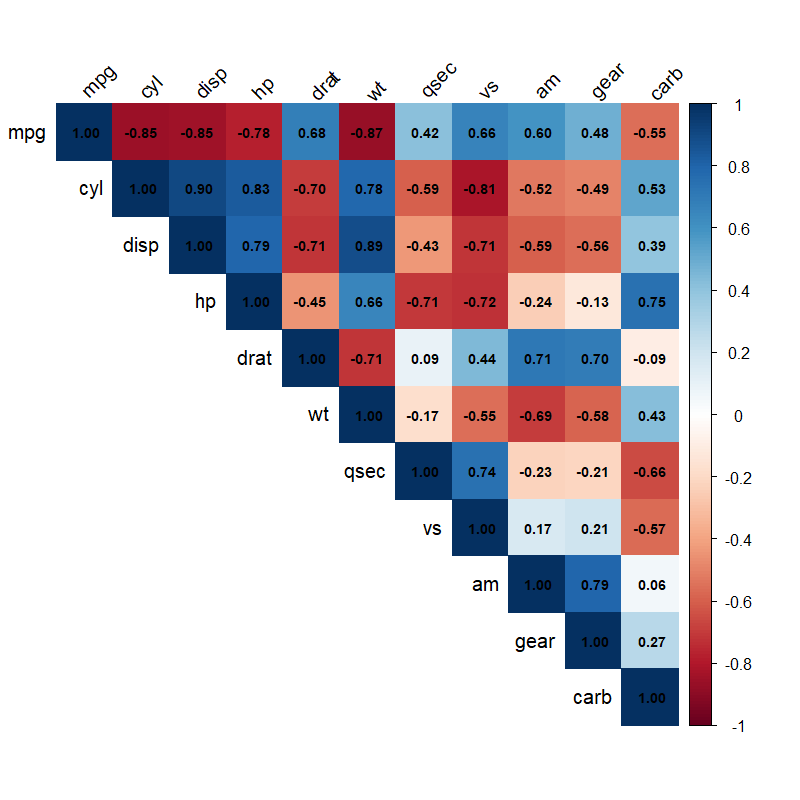 mpg cyl disp hp drat wt qsec vs am gear carb
mpg 1.00 -0.85 -0.85 -0.78 0.68 -0.87 0.42 0.66 0.60 0.48 -0.55
cyl 1.00 0.90 0.83 -0.70 0.78 -0.59 -0.81 -0.52 -0.49 0.53
disp 1.00 0.79 -0.71 0.89 -0.43 -0.71 -0.59 -0.56 0.39
hp 1.00 -0.45 0.66 -0.71 -0.72 -0.24 -0.13 0.75
drat 1.00 -0.71 0.09 0.44 0.71 0.70 -0.09
wt 1.00 -0.17 -0.55 -0.69 -0.58 0.43
qsec 1.00 0.74 -0.23 -0.21 -0.66
vs 1.00 0.17 0.21 -0.57
am 1.00 0.79 0.06
gear 1.00 0.27
carb 1.00
1
0.8
0.6
0.4
0.2
0
-0.2
-0.4
-0.6
-0.8
-1